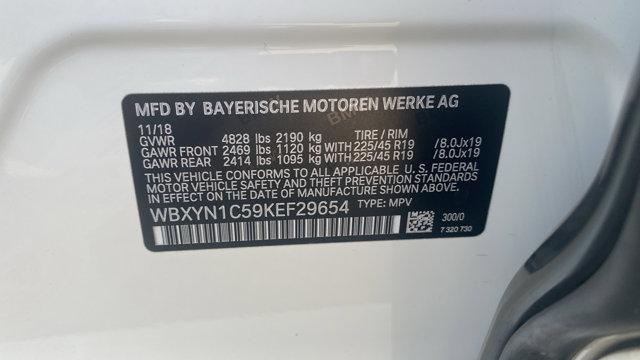 MFD BY BAYERISCHE MOTOREN WERKE AG
11/18
GVWR 4828 lbs 2190 kg TIRE / RIM
GAWR FRONT 2469 lbs 1120 kg WITH 225/45 R19 /8.0Jx19
GAWR REAR 2414 lbs 1095 kg WITH 225/45 R19 /8.0Jx19
THIS VEHICLE CONFORMS TO ALL APPLICABLE U. S. FEDERAL
MOTOR VEHICLE SAFETY, BUMPER, AND THEFT PREVENTION
STANDARDS IN EFFECT ON THE DATE OF MANUFACTURE SHOWN ABOVE.
WBXYN1C59KEF29654 TYPE: MPV
300/0
7 320 730